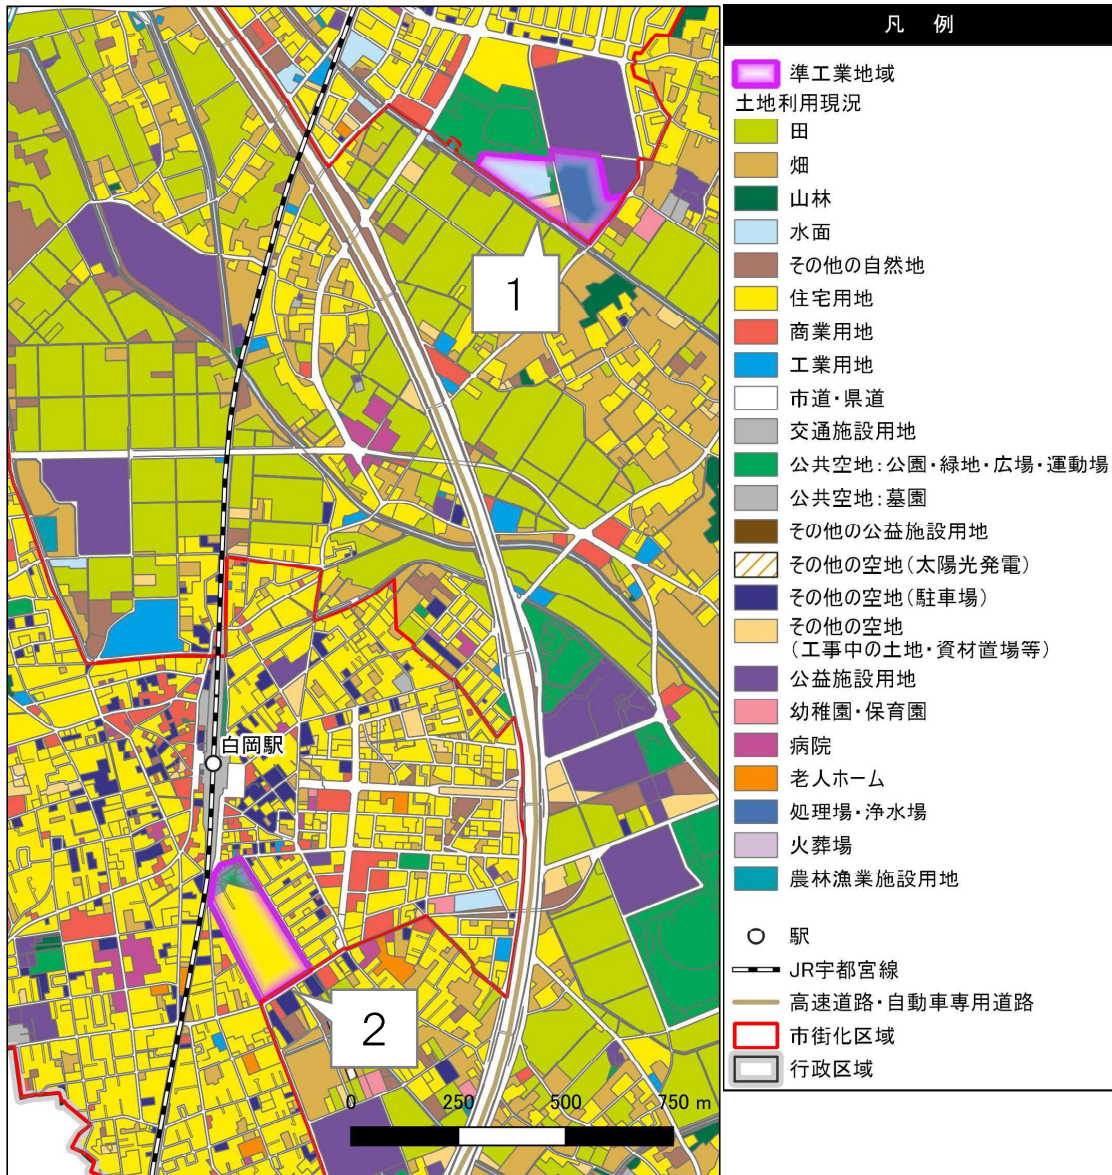 1
白岡駅
2
0 250 500 750 m
凡 例
準工業地域
土地利用現況
田
畑
山林
水面
その他の自然地
住宅用地
商業用地
工業用地
市道・県道
交通施設用地
公共空地:公園・緑地・広場・運動場
公共空地:墓園
その他の公益施設用地
その他の空地(太陽光発電)
その他の空地(駐車場)
その他の空地
(工事中の土地・資材置場等)
公益施設用地
幼稚園・保育園
病院
老人ホーム
処理場・浄水場
火葬場
農林漁業施設用地
駅
JR宇都宮線
高速道路・自動車専用道路
市街化区域
行政区域